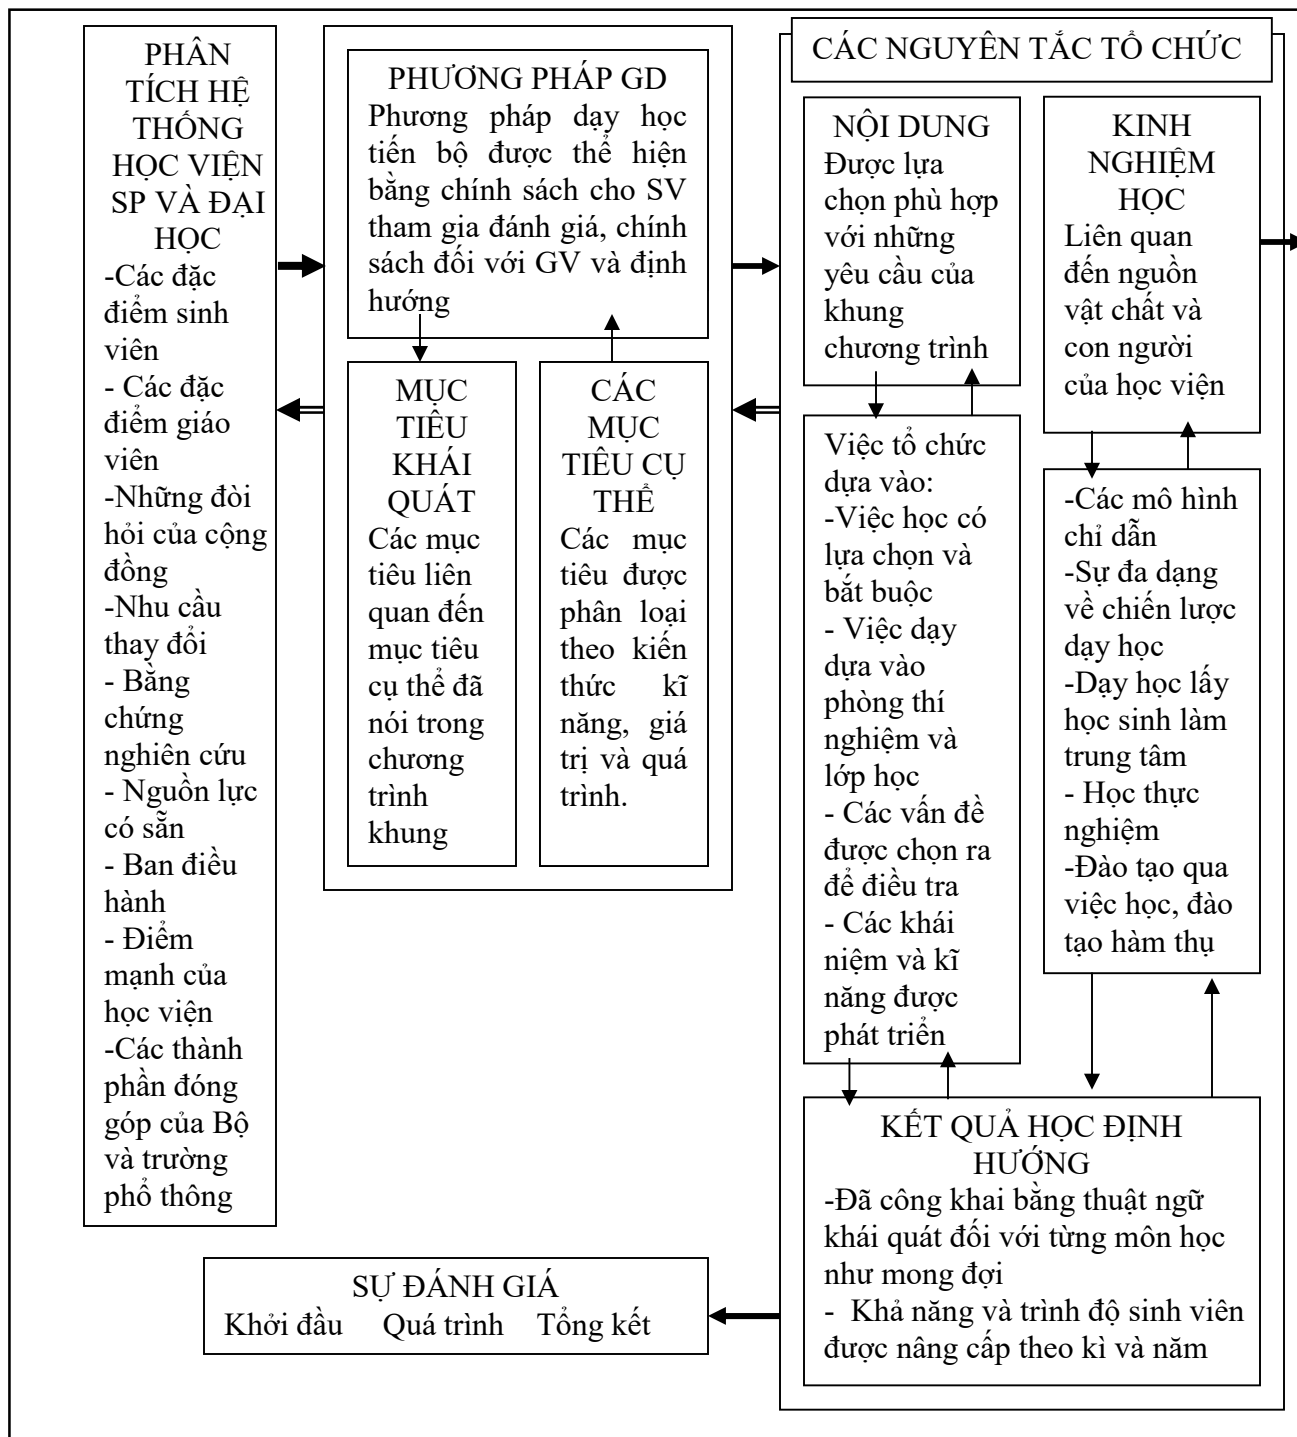 PHÂN
TÍCH HỆ
THỐNG
HỌC VIỆN
SP VÀ ĐẠI
HỌC
-Các đặc
điểm sinh
viên
- Các đặc
điểm giáo
viên
-Những đòi
hỏi của cộng
đồng
-Nhu cầu
thay đổi
- Bằng
chứng
nghiên cứu
- Nguồn lực
có sẵn
- Ban điều
hành
- Điểm
mạnh của
học viện
-Các thành
phần đóng
góp của Bộ
và trường
phổ thông
PHƯƠNG PHÁP GD
Phương pháp dạy học
tiến bộ được thể hiện
bằng chính sách cho SV
tham gia đánh giá, chính
sách đối với GV và định
hướng
MỤC
TIÊU
KHÁI
QUÁT
Các mục
tiêu liên
quan đến
mục tiêu
cụ thể đã
nói trong
chương
trình
khung
CÁC
MỤC
TIÊU CỤ
THỂ
Các mục
tiêu được
phân loại
theo kiến
thức kĩ
năng, giá
trị và quá
trình.
CÁC NGUYÊN TẮC TỔ CHỨC
NỘI DUNG
Được lựa
chọn phù hợp
với những
yêu cầu của
khung
chương trình
Việc tổ chức
dựa vào:
-Việc học có
lựa chọn và
bắt buộc
- Việc dạy
dựa vào
phòng thí
nghiệm và
lớp học
- Các vấn đề
được chọn ra
để điều tra
- Các khái
niệm và kĩ
năng được
phát triển
KINH
NGHIỆM
HỌC
Liên quan
đến nguồn
vật chất và
con người
của học viện
-Các mô hình
chỉ dẫn
-Sự đa dạng
về chiến lược
dạy học
-Dạy học lấy
học sinh làm
trung tâm
- Học thực
nghiệm
-Đào tạo qua
việc học, đào
tạo hàm thụ
KẾT QUẢ HỌC ĐỊNH
HƯỚNG
-Đã công khai bằng thuật ngữ
khái quát đối với từng môn học
như mong đợi
- Khả năng và trình độ sinh viên
được nâng cấp theo kì và năm
SỰ ĐÁNH GIÁ
Khởi đầu Quá trình Tổng kết